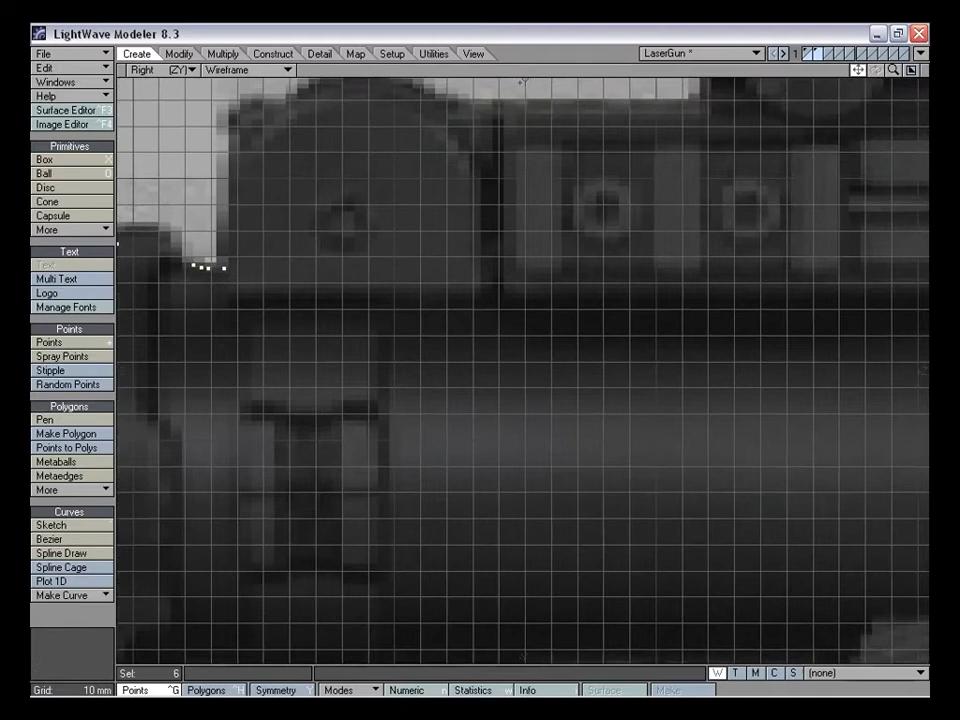 LightWave Modeler 8.3
File Create Modify Multiply Construct Detail Map Setup Utilities View LaserGun * 1
Edit Right (ZY) Wireframe
Windows
Help
Surface Editor ^F3
Image Editor ^F4
Primitives
Box X
Ball O
Disc
Cone
Capsule
More
Text
Text
Multi Text
Logo
Manage Fonts
Points
Points +
Spray Points
Stipple
Random Points
Polygons
Pen
Make Polygon
Points to Polys
Metaballs
Metaedges
More
Curves
Sketch
Bezier
Spline Draw
Spline Cage
Plot 1D
Make Curve
Sel: 6 W T M C S (none)
Grid: 10 mm Points ^G Polygons ^H Symmetry Y Modes Numeric n Statistics w Info i Surface Make